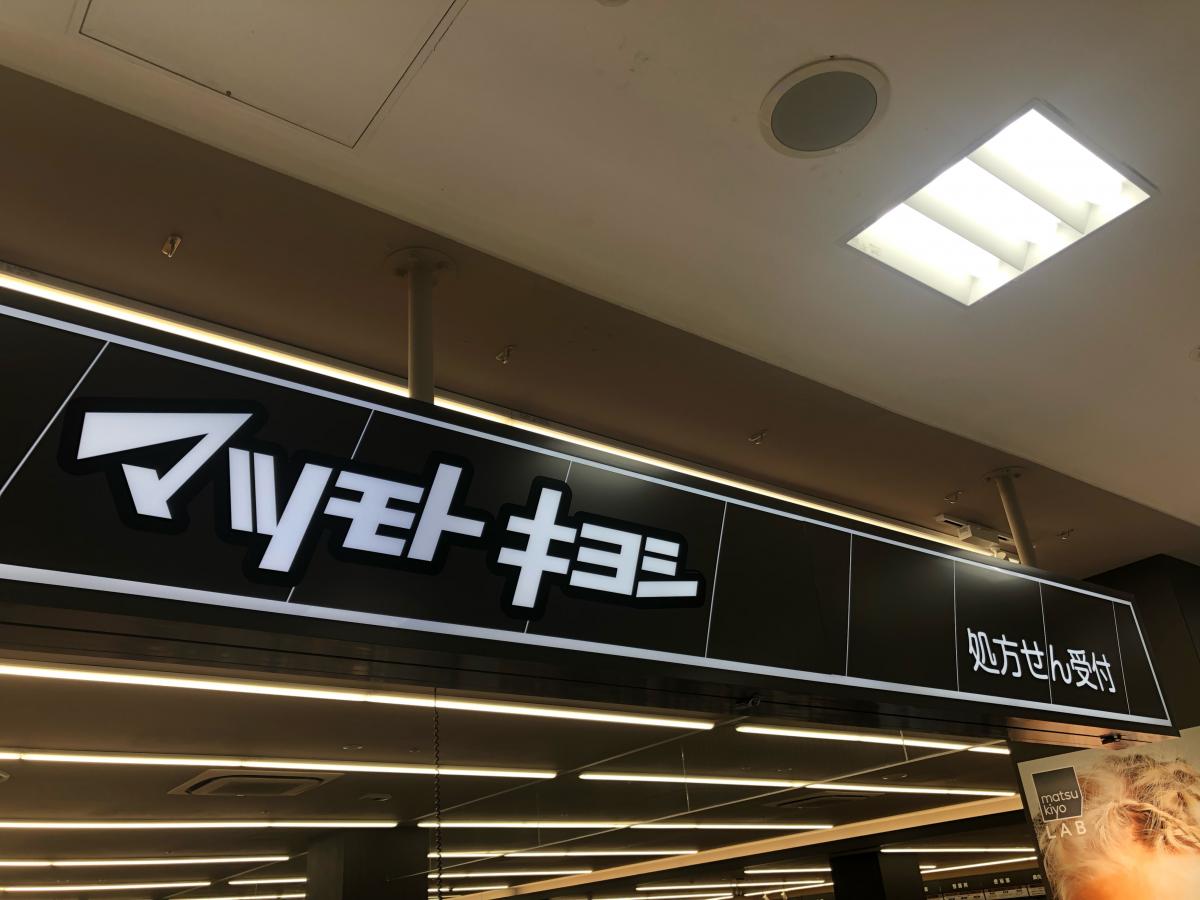 マツモトキヨシ
処方せん受付
matsu
kiyo
LAB